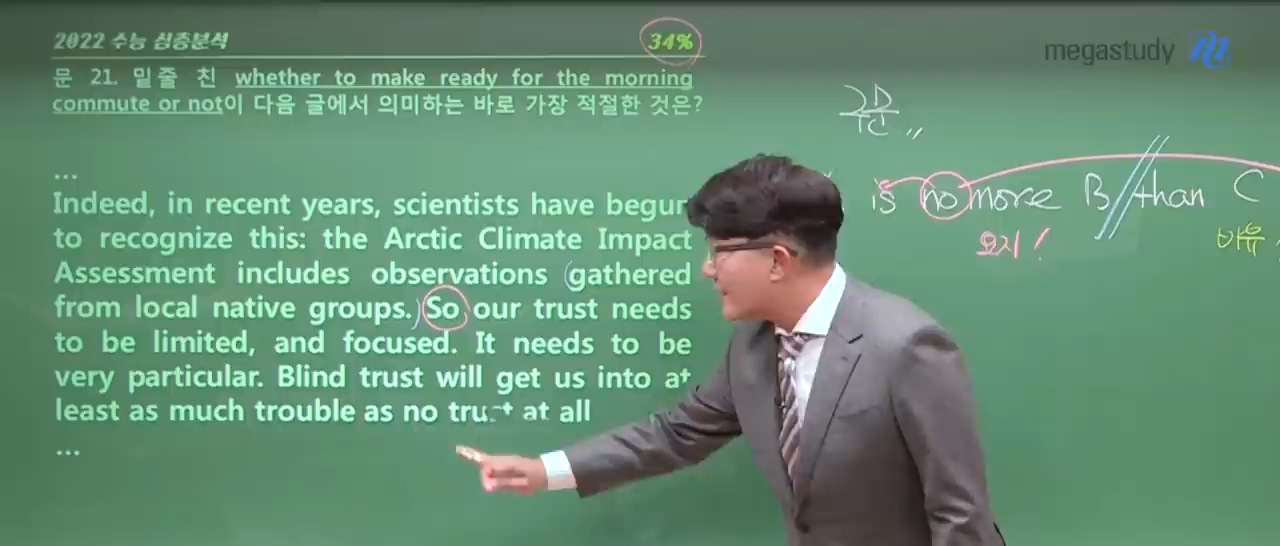 2022 수능 심층분석
34%
megastudy
문 21. 밑줄 친 whether to make ready for the morning
commute or not이 다음 글에서 의미하는 바로 가장 적절한 것은?
...
Indeed, in recent years, scientists have begun
to recognize this: the Arctic Climate Impact
Assessment includes observations (gathered
from local native groups.) So our trust needs
to be limited, and focused. It needs to be
very particular. Blind trust will get us into at
least as much trouble as no trust at all
...
is no more B // than C
오지!